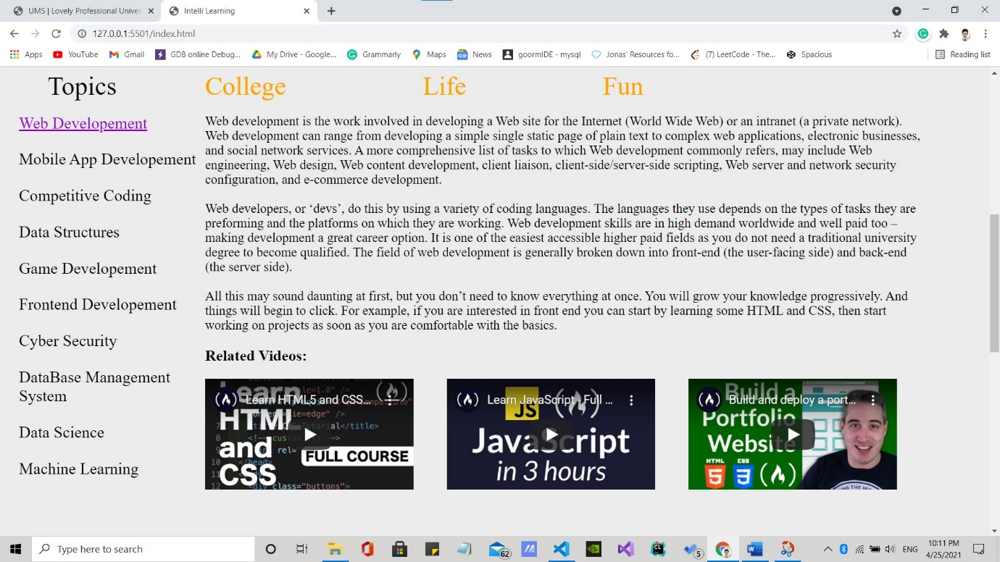 UMS | Lovely Professional Univer
Intellí Learning
127.0.0.1:5501/index.html
Apps
YouTube
Gmail
GDB online Debug...
My Drive - Google...
Grammarly
Maps
News
goormIDE - mysql
Jonas' Resources fo...
(7) LeetCode - The...
Spacious
Reading list
Topics
College
Life
Fun
Web Developement
Mobile App Developement
Competitive Coding
Data Structures
Game Developement
Frontend Developement
Cyber Security
DataBase Management
System
Data Science
Machine Learning
Web development is the work involved in developing a Web site for the Internet (World Wide Web) or an intranet (a private network).
Web development can range from developing a simple single static page of plain text to complex web applications, electronic businesses,
and social network services. A more comprehensive list of tasks to which Web development commonly refers, may include Web
engineering, Web design, Web content development, client liaison, client-side/server-side scripting, Web server and network security
configuration, and e-commerce development.
Web developers, or ‘devs’, do this by using a variety of coding languages. The languages they use depends on the types of tasks they are
preforming and the platforms on which they are working. Web development skills are in high demand worldwide and well paid too –
making development a great career option. It is one of the easiest accessible higher paid fields as you do not need a traditional university
degree to become qualified. The field of web development is generally broken down into front-end (the user-facing side) and back-end
(the server side).
All this may sound daunting at first, but you don’t need to know everything at once. You will grow your knowledge progressively. And
things will begin to click. For example, if you are interested in front end you can start by learning some HTML and CSS, then start
working on projects as soon as you are comfortable with the basics.
Related Videos:
Learn HTML5 and CSS...
HTML
and
CSS
FULL COURSE
Learn JavaScript - Full ...
JS
JavaScript
in 3 hours
Build and deploy a port...
Build a
Portfolio
Website
HTML
CSS
5
3
Type here to search
62
5
ENG
10:11 PM
4/25/2021